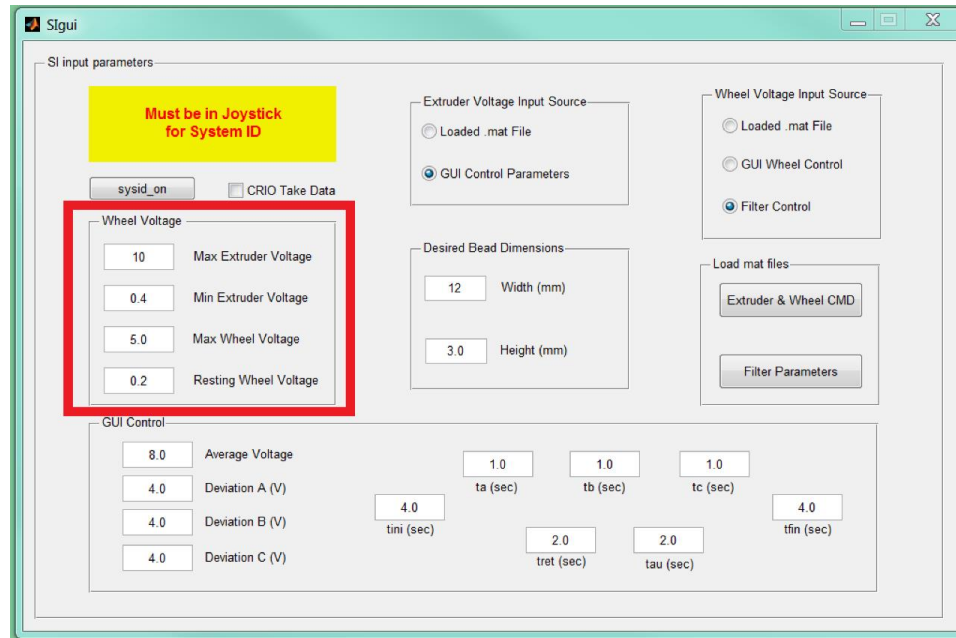 SIgui
SI input parameters
Must be in Joystick
for System ID
sysid_on
CRIO Take Data
Wheel Voltage
10 Max Extruder Voltage
0.4 Min Extruder Voltage
5.0 Max Wheel Voltage
0.2 Resting Wheel Voltage
Extruder Voltage Input Source
Loaded .mat File
GUI Control Parameters
Desired Bead Dimensions
12 Width (mm)
3.0 Height (mm)
Wheel Voltage Input Source
Loaded .mat File
GUI Wheel Control
Filter Control
Load mat files
Extruder & Wheel CMD
Filter Parameters
GUI Control
8.0 Average Voltage
4.0 Deviation A (V)
4.0 Deviation B (V)
4.0 Deviation C (V)
4.0
tini (sec)
1.0
ta (sec)
1.0
tb (sec)
1.0
tc (sec)
2.0
tret (sec)
2.0
tau (sec)
4.0
tfin (sec)